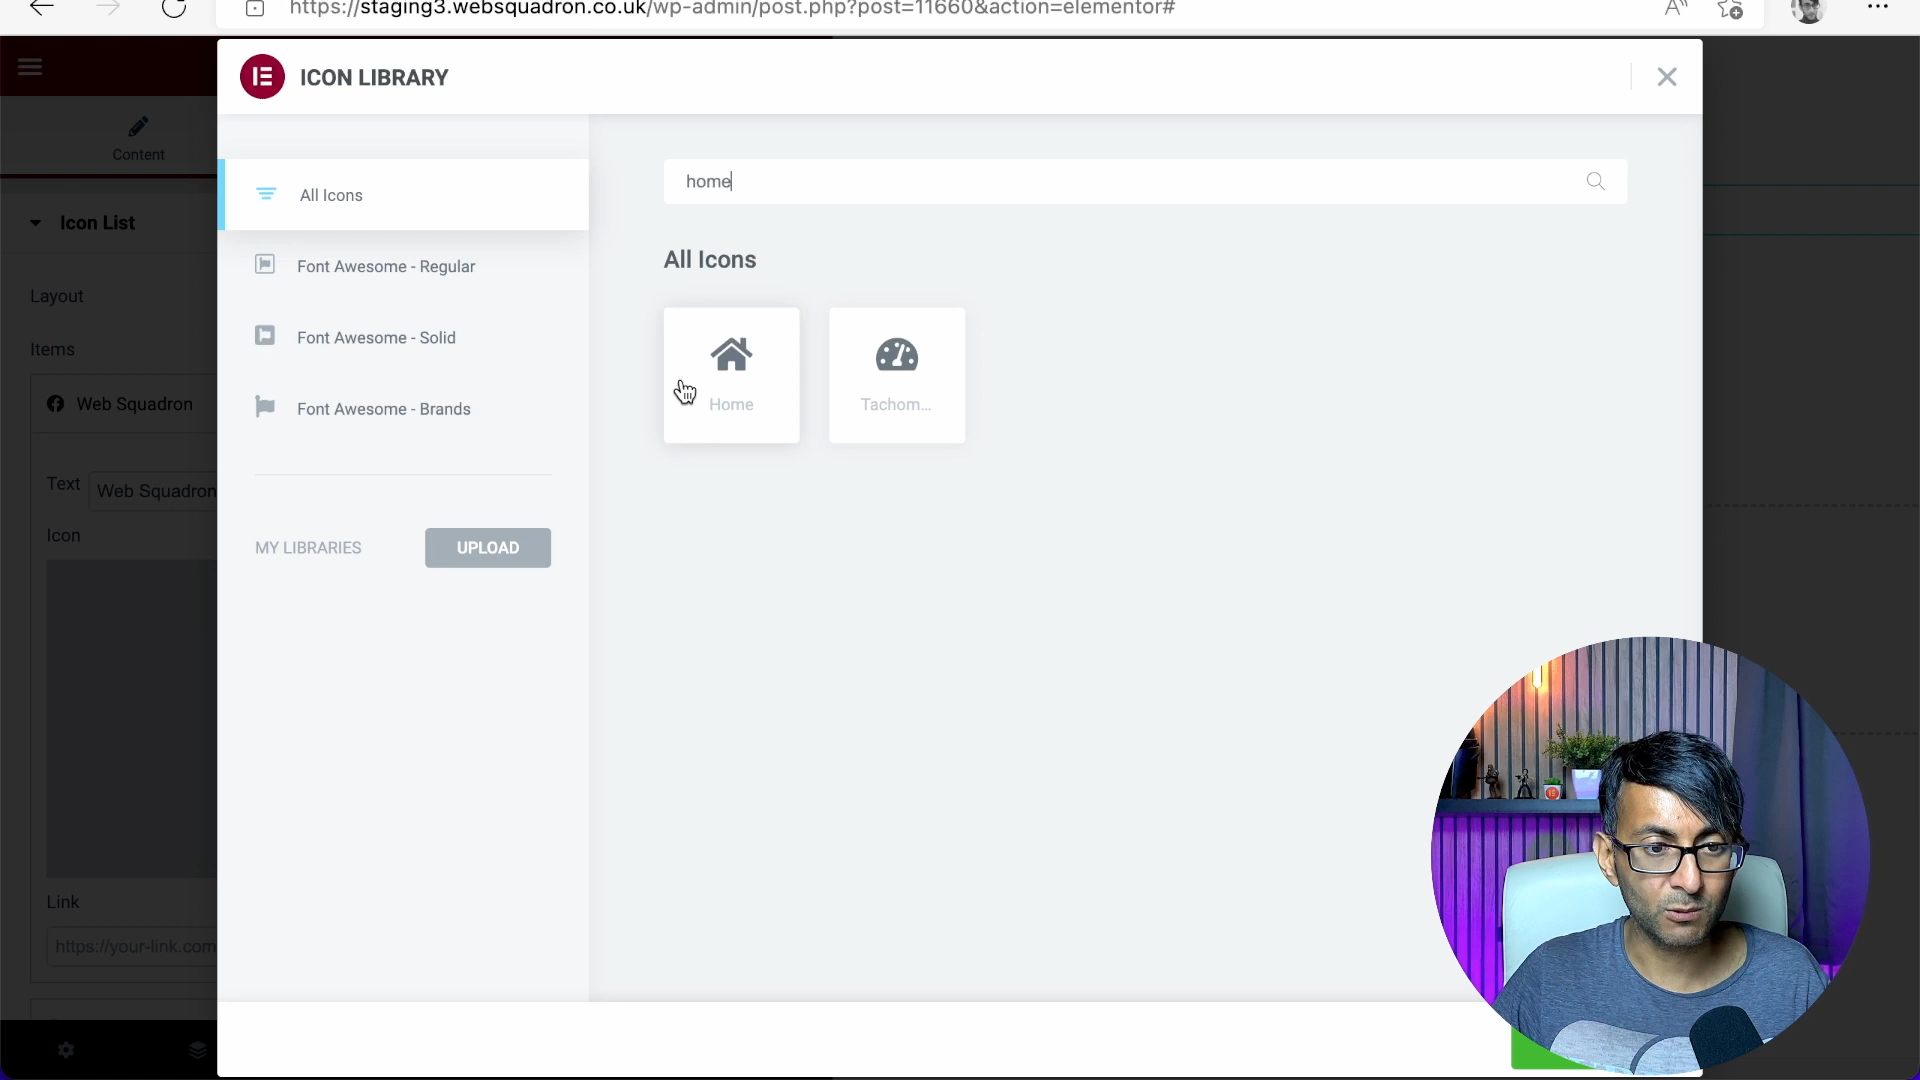 https://staging3.websquadron.co.uk/wp-admin/post.php?post=11660&action=elementor#
ICON LIBRARY
Content
All Icons
home
Icon List
All Icons
Font Awesome - Regular
Layout
Font Awesome - Solid
Items
Web Squadron
Font Awesome - Brands
Home
Tachom...
Text
Web Squadron
Icon
MY LIBRARIES
UPLOAD
Link
https://your-link.com